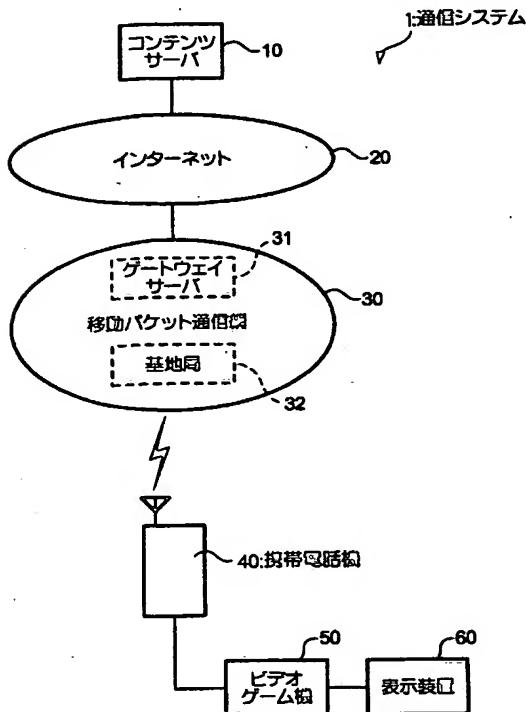 1:通信システム
コンテンツ
サーバ
10
インターネット
20
31
ゲートウェイ
サーバ
30
移動パケット通信網
基地局
32
40:携帯電話機
50
60
ビデオ
ゲーム機
表示装置